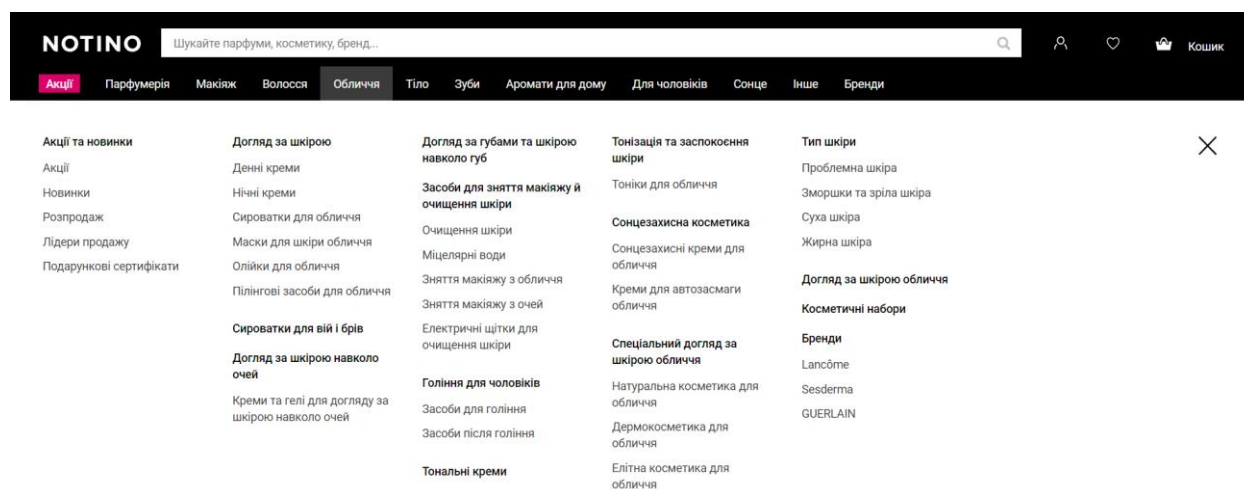 NOTINO
Шукайте парфуми, косметику, бренд...
Кошик
Акції Парфумерія Макіяж Волосся Обличчя Тіло Зуби Аромати для дому Для чоловіків Сонце Інше Бренди
Акції та новинки
Акції
Новинки
Розпродаж
Лідери продажу
Подарункові сертифікати
Догляд за шкірою
Денні креми
Нічні креми
Сироватки для обличчя
Маски для шкіри обличчя
Олійки для обличчя
Пілінгові засоби для обличчя
Сироватки для вій і брів
Догляд за шкірою навколо
очей
Креми та гелі для догляду за
шкірою навколо очей
Догляд за губами та шкірою
навколо губ
Засоби для зняття макіяжу й
очищення шкіри
Очищення шкіри
Міцелярні води
Зняття макіяжу з обличчя
Зняття макіяжу з очей
Електричні щітки для
очищення шкіри
Гоління для чоловіків
Засоби для гоління
Засоби після гоління
Тональні креми
Тонізація та заспокоєння
шкіри
Тоніки для обличчя
Сонцезахисна косметика
Сонцезахисні креми для
обличчя
Креми для автозасмаги
обличчя
Спеціальний догляд за
шкірою обличчя
Натуральна косметика для
обличчя
Дермокосметика для
обличчя
Елітна косметика для
обличчя
Тип шкіри
Проблемна шкіра
Зморшки та зріла шкіра
Суха шкіра
Жирна шкіра
Догляд за шкірою обличчя
Косметичні набори
Бренди
Lancôme
Sesderma
GUERLAIN